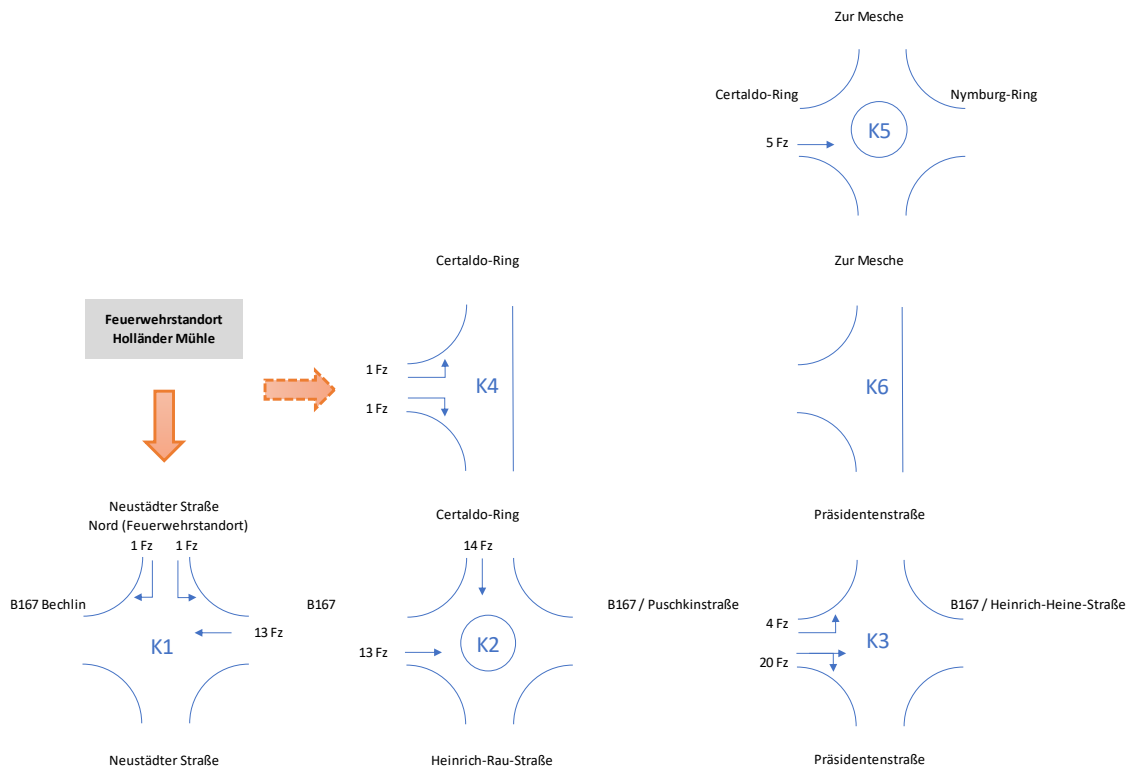 Zur Mesche
Certaldo-Ring
Nymburg-Ring
K5
5 Fz
Certaldo-Ring
Zur Mesche
Feuerwehrstandort
Holländer Mühle
1 Fz
K4
1 Fz
K6
Neustädter Straße
Nord (Feuerwehrstandort)
1 Fz
1 Fz
Certaldo-Ring
14 Fz
Präsidentenstraße
B167 Bechlin
B167
B167 / Puschkinstraße
B167 / Heinrich-Heine-Straße
K1
13 Fz
13 Fz
K2
4 Fz
20 Fz
K3
Neustädter Straße
Heinrich-Rau-Straße
Präsidentenstraße